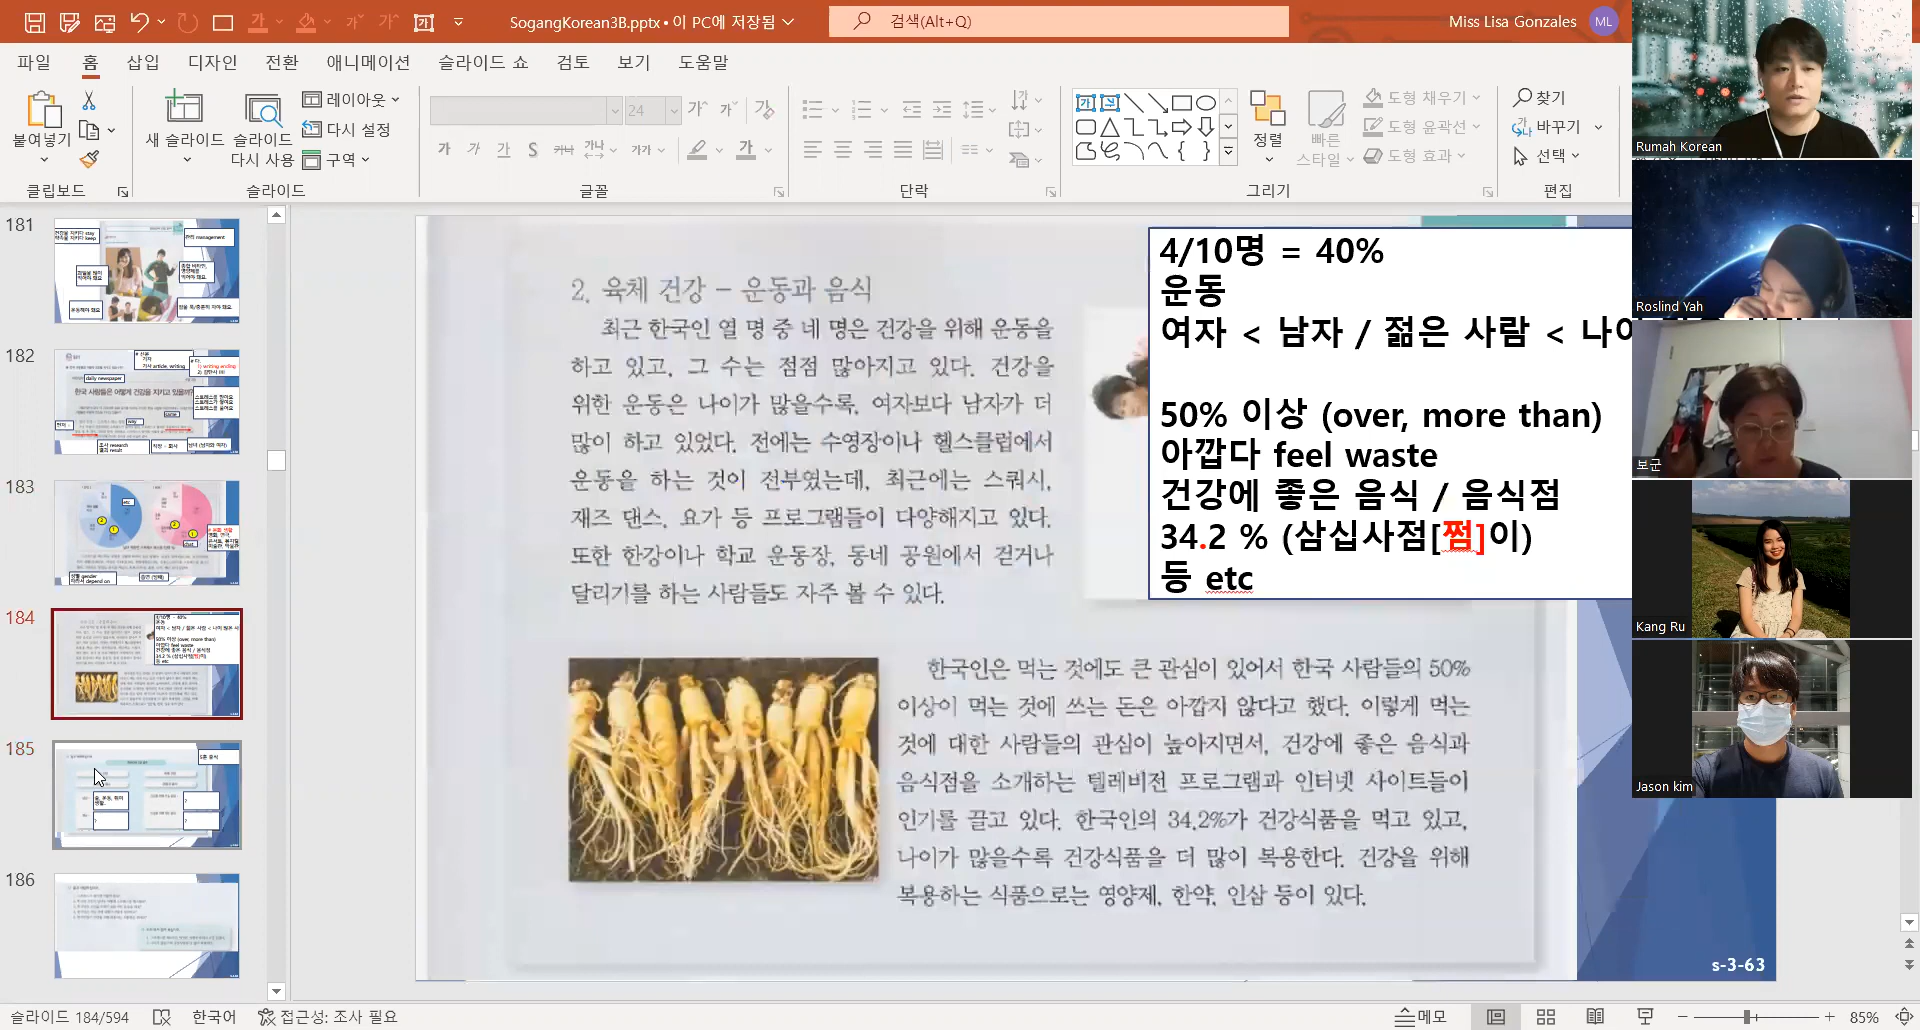 SogangKorean3B.pptx • 이 PC에 저장됨
검색(Alt+Q)
Miss Lisa Gonzales
ML
파일 홈 삽입 디자인 전환 애니메이션 슬라이드 쇼 검토 보기 도움말
붙여넣기
새 슬라이드
슬라이드 다시 사용
레이아웃
다시 설정
구역
24
정렬
빠른 스타일
도형 채우기
도형 윤곽선
도형 효과
찾기
바꾸기
선택
클립보드
슬라이드
글꼴
단락
그리기
편집
181
182
183
184
185
186
2. 육체 건강 – 운동과 음식
최근 한국인 열 명 중 네 명은 건강을 위해 운동을
하고 있고, 그 수는 점점 많아지고 있다. 건강을
위한 운동은 나이가 많을수록, 여자보다 남자가 더
많이 하고 있었다. 전에는 수영장이나 헬스클럽에서
운동을 하는 것이 전부였는데, 최근에는 스쿼시,
재즈 댄스, 요가 등 프로그램들이 다양해지고 있다.
또한 한강이나 학교 운동장, 동네 공원에서 걷거나
달리기를 하는 사람들도 자주 볼 수 있다.
4/10명 = 40%
운동
여자 < 남자 / 젊은 사람 < 나이
50% 이상 (over, more than)
아깝다 feel waste
건강에 좋은 음식 / 음식점
34.2 % (삼십사점[쩜]이)
등 etc
한국인은 먹는 것에도 큰 관심이 있어서 한국 사람들의 50%
이상이 먹는 것에 쓰는 돈은 아깝지 않다고 했다. 이렇게 먹는
것에 대한 사람들의 관심이 높아지면서, 건강에 좋은 음식과
음식점을 소개하는 텔레비전 프로그램과 인터넷 사이트들이
인기를 끌고 있다. 한국인의 34.2%가 건강식품을 먹고 있고,
나이가 많을수록 건강식품을 더 많이 복용한다. 건강을 위해
복용하는 식품으로는 영양제, 한약, 인삼 등이 있다.
s-3-63
Rumah Korean
Roslind Yah
보군
Kang Ru
Jason kim
슬라이드 184/594
한국어
접근성: 조사 필요
메모
85%